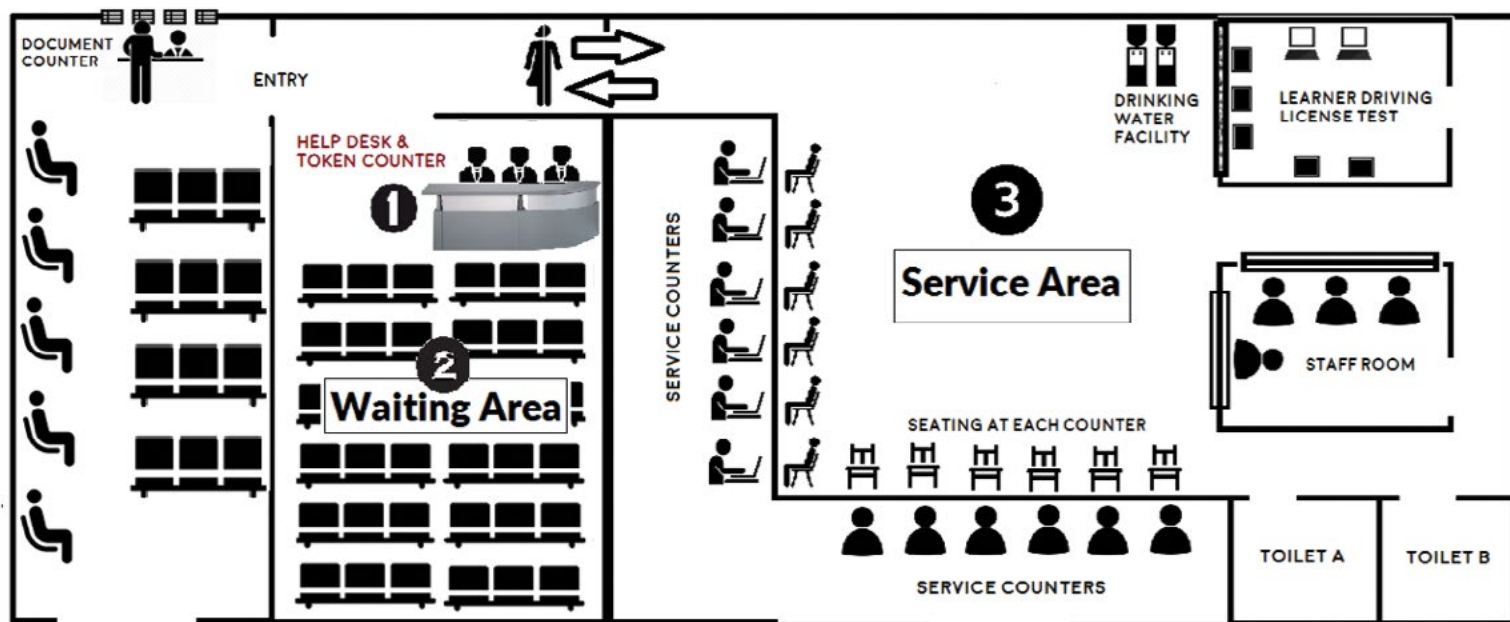 DOCUMENT
COUNTER
ENTRY
HELP DESK &
TOKEN COUNTER
1
2
Waiting Area
SERVICE COUNTERS
3
Service Area
DRINKING
WATER
FACILITY
LEARNER DRIVING
LICENSE TEST
STAFF ROOM
SEATING AT EACH COUNTER
SERVICE COUNTERS
TOILET A
TOILET B